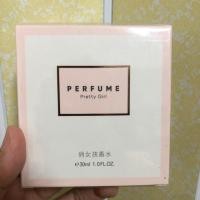 PERFUME
Pretty Girl
俏女孩香水
℮30ml 1.0FL.OZ.